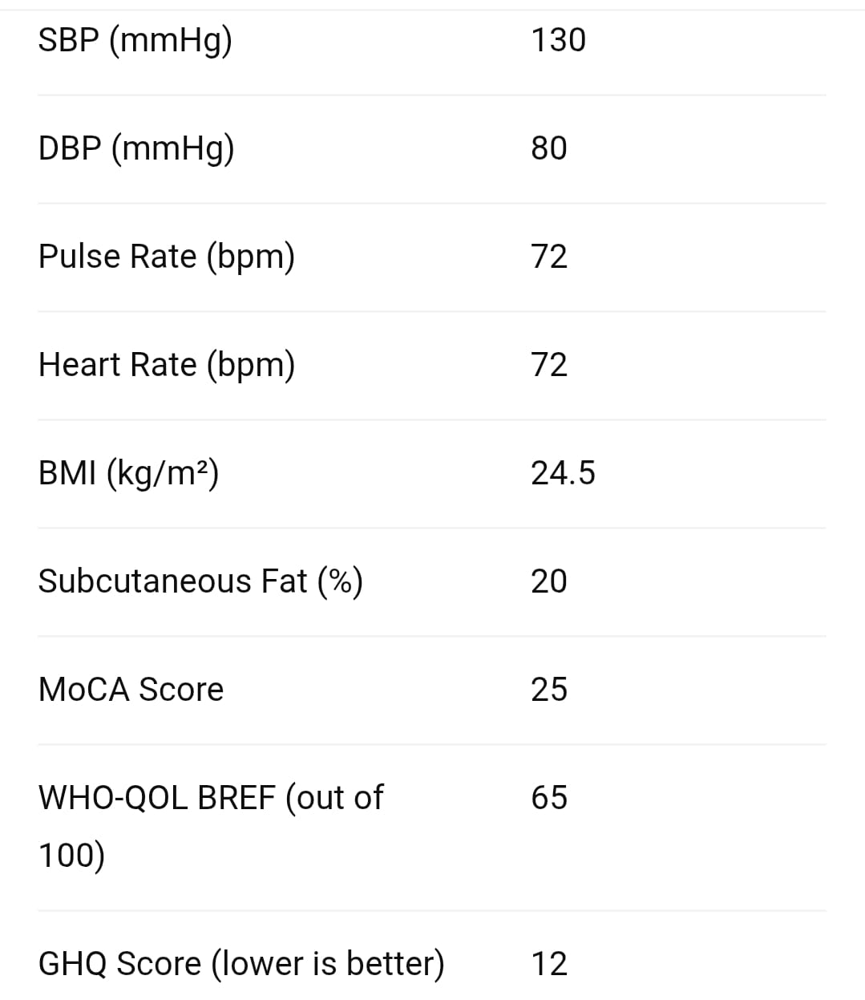 SBP (mmHg) 130
DBP (mmHg) 80
Pulse Rate (bpm) 72
Heart Rate (bpm) 72
BMI (kg/m²) 24.5
Subcutaneous Fat (%) 20
MoCA Score 25
WHO-QOL BREF (out of 65
100)
GHQ Score (lower is better) 12